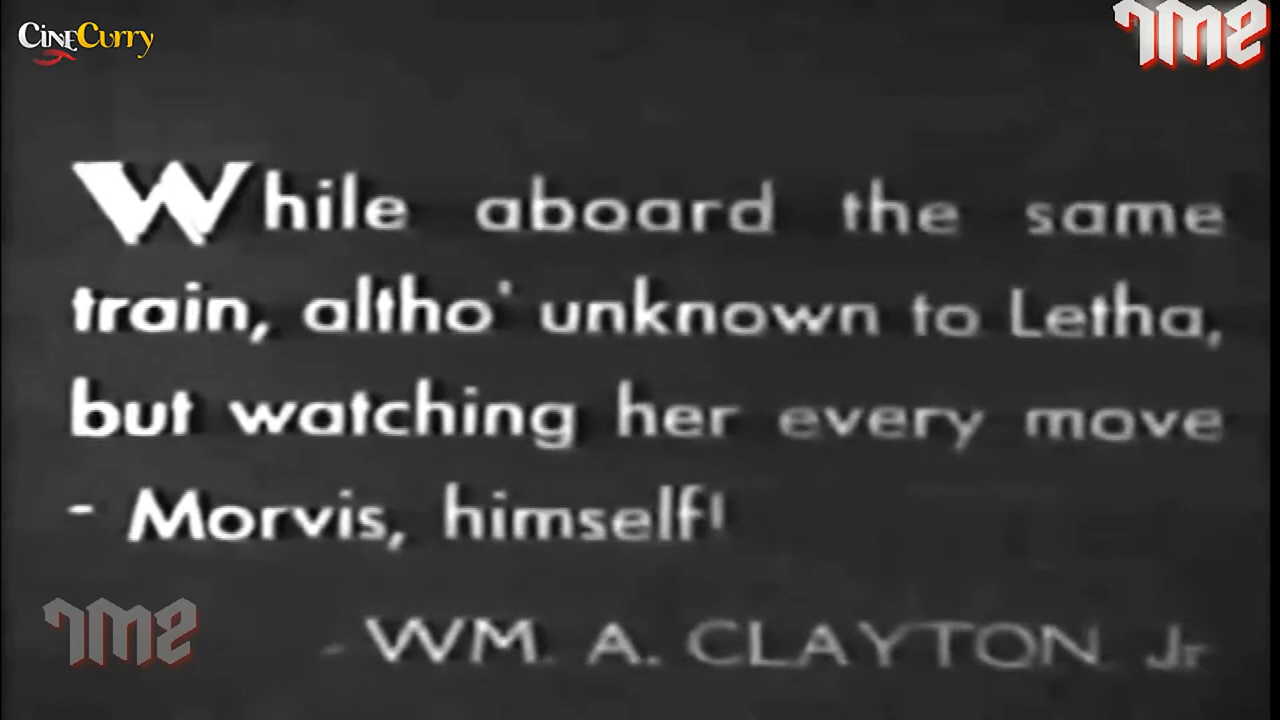 CineCurry
While aboard the same
train, altho' unknown to Letha,
but watching her every move
- Morvis, himself!
- WM. A. CLAYTON Jr